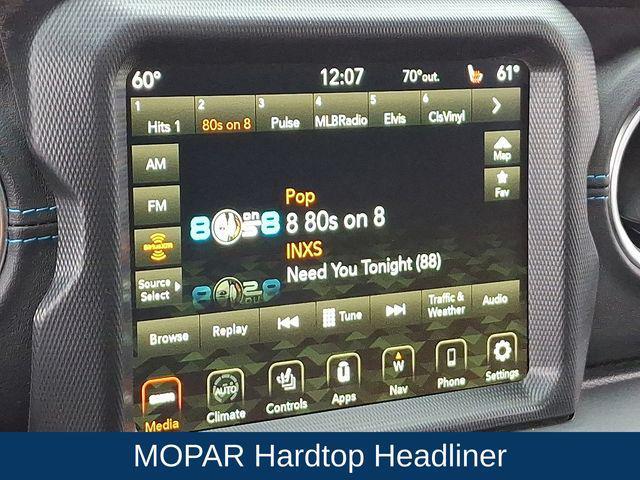 60° 12:07 70°out. 61°
1 2 3 4 5 6
Hits 1 80s on 8 Pulse MLBRadio Elvis ClsVinyl
AM
Map
FM
Fav
Pop
8 80s on 8
INXS
Need You Tonight (88)
SiriusXM
Source
Select
Browse Replay Tune Traffic &
Weather Audio
AUTO W
Media Climate Controls Apps Nav Phone Settings
MOPAR Hardtop Headliner